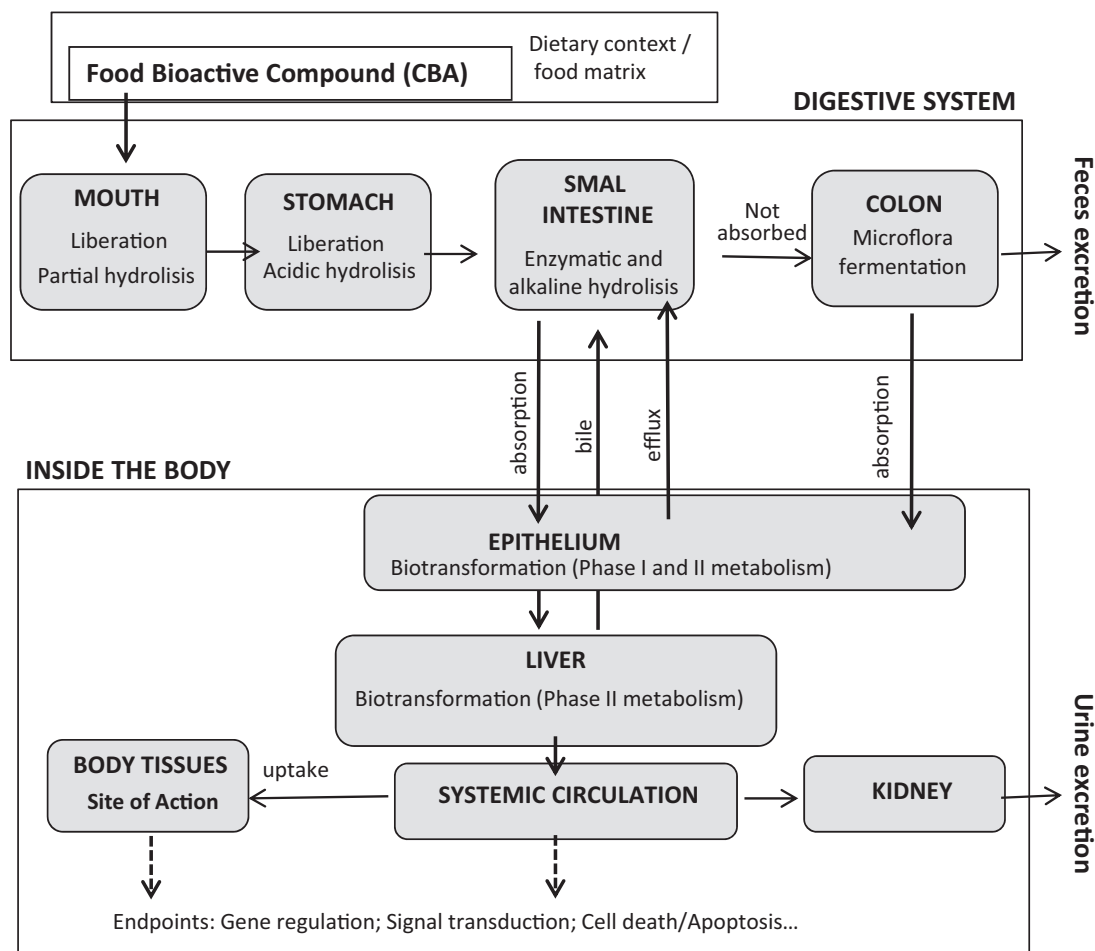 Dietary context /
food matrix
Food Bioactive Compound (CBA)
DIGESTIVE SYSTEM
MOUTH
Liberation
Partial hydrolisis
STOMACH
Liberation
Acidic hydrolisis
SMAL
INTESTINE
Enzymatic and
alkaline hydrolisis
Not
absorbed
COLON
Microflora
fermentation
Feces excretion
absorption
bile
efflux
absorption
INSIDE THE BODY
EPITHELIUM
Biotransformation (Phase I and II metabolism)
LIVER
Biotransformation (Phase II metabolism)
BODY TISSUES
Site of Action
uptake
SYSTEMIC CIRCULATION
KIDNEY
Urine excretion
Endpoints: Gene regulation; Signal transduction; Cell death/Apoptosis...